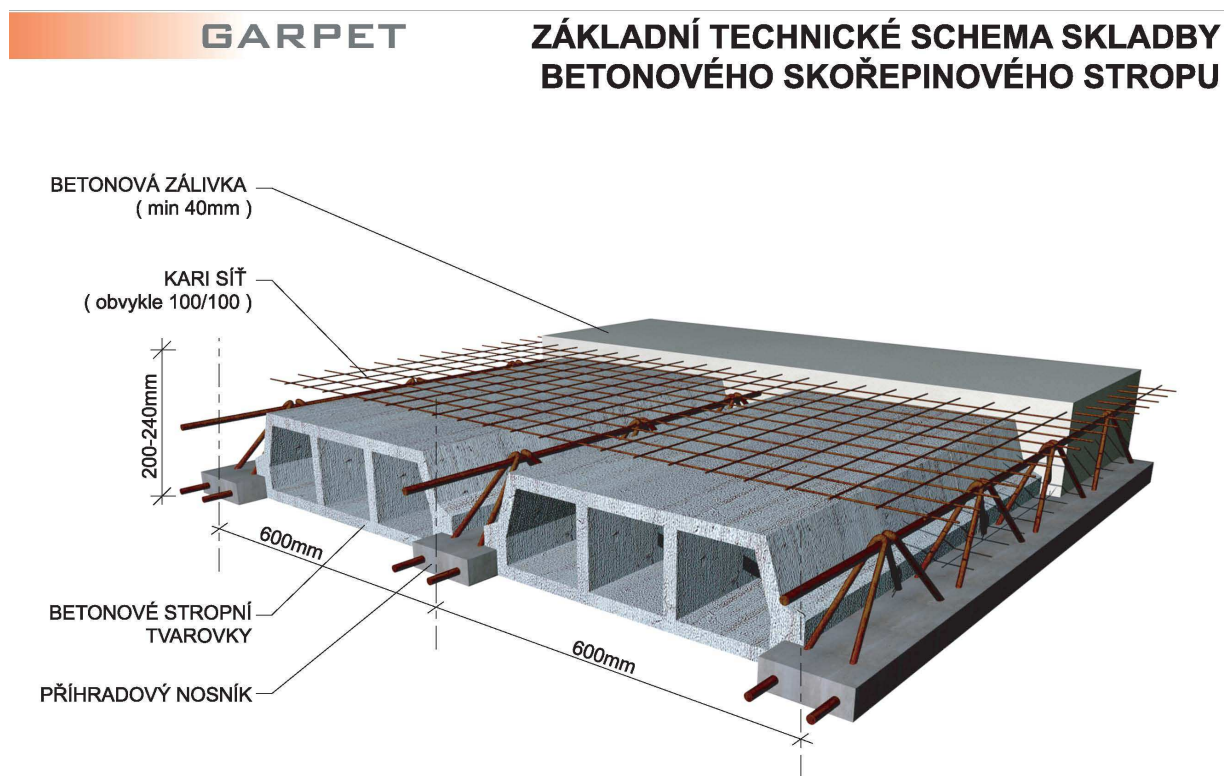 GARPET
ZÁKLADNÍ TECHNICKÉ SCHEMA SKLADBY
BETONOVÉHO SKOŘEPINOVÉHO STROPU
BETONOVÁ ZÁLIVKA
( min 40mm )
KARI SÍŤ
( obvykle 100/100 )
200-240mm
600mm
BETONOVÉ STROPNÍ
TVAROVKY
600mm
PŘÍHRADOVÝ NOSNÍK